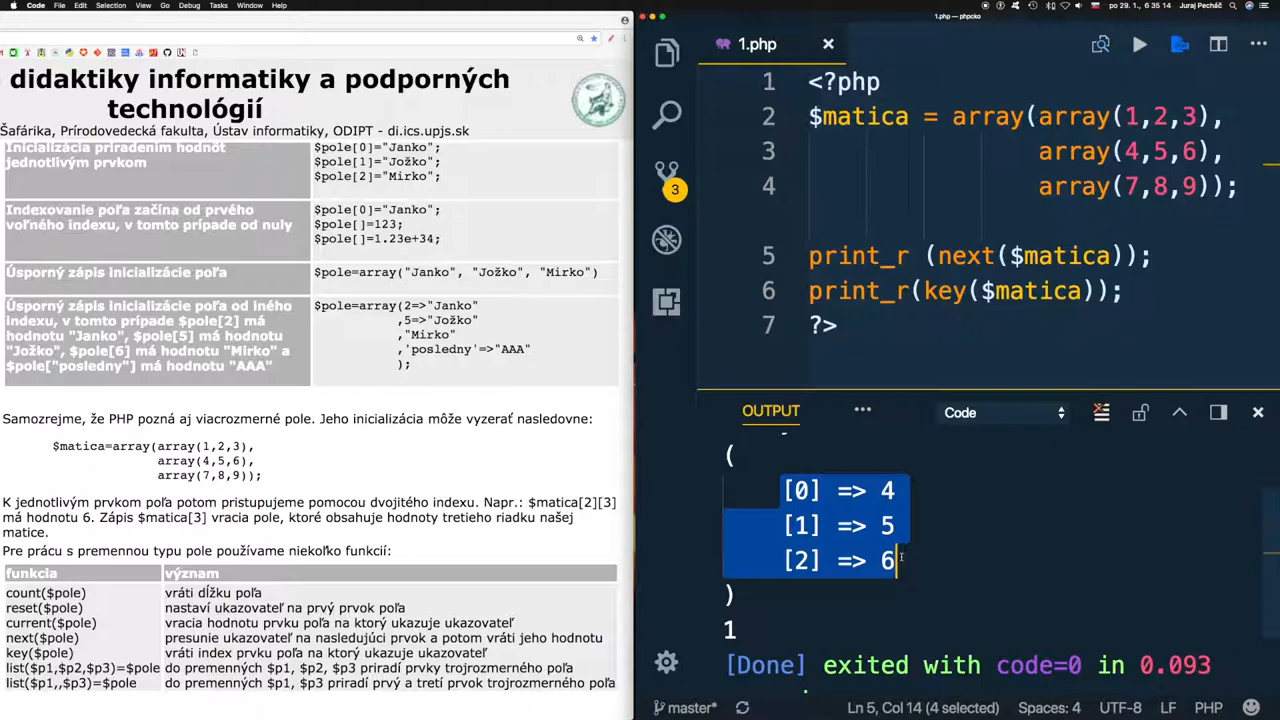 Code File Edit Selection View Go Debug Tasks Window Help
po 29. 1., 6 35 14 Juraj Pecháč
didaktiky informatiky a podporných
technológií
Šafárika, Prírodovedecká fakulta, Ústav informatiky, ODIPT - di.ics.upjs.sk
Inicializácia priradením hodnôt
jednotlivým prvkom
$pole[0]="Janko";
$pole[1]="Jožko";
$pole[2]="Mirko";
Indexovanie poľa začína od prvého
voľného indexu, v tomto prípade od nuly
$pole[0]="Janko";
$pole[]=123;
$pole[]=1.23e+34;
Úsporný zápis inicializácie poľa
$pole=array("Janko", "Jožko", "Mirko")
Úsporný zápis inicializácie poľa od iného
indexu, v tomto prípade $pole[2] má
hodnotu "Janko", $pole[5] má hodnotu
"Jožko", $pole[6] má hodnotu "Mirko" a
$pole["posledny"] má hodnotu "AAA"
$pole=array(2=>"Janko"
,5=>"Jožko"
,"Mirko"
,'posledny'=>"AAA"
);
Samozrejme, že PHP pozná aj viacrozmerné pole. Jeho inicializácia môže vyzerať nasledovne:
$matica=array(array(1,2,3),
array(4,5,6),
array(7,8,9));
K jednotlivým prvkom poľa potom pristupujeme pomocou dvojitého indexu. Napr.: $matica[2][3]
má hodnotu 6. Zápis $matica[3] vracia pole, ktoré obsahuje hodnoty tretieho riadku našej
matice.
Pre prácu s premennou typu pole používame niekoľko funkcií:
funkcia význam
count($pole) vráti dĺžku poľa
reset($pole) nastaví ukazovateľ na prvý prvok poľa
current($pole) vracia hodnotu prvku poľa na ktorý ukazuje ukazovateľ
next($pole) presunie ukazovateľ na nasledujúci prvok a potom vráti jeho hodnotu
key($pole) vráti index prvku poľa na ktorý ukazuje ukazovateľ
list($p1,$p2,$p3)=$pole do premenných $p1, $p2, $p3 priradí prvky trojrozmerného poľa
list($p1,,$p3)=$pole do premenných $p1, $p3 priradí prvý a tretí prvok trojrozmerného poľa
1.php — phpcko
1.php
3
1 <?php
2 $matica = array(array(1,2,3),
3 array(4,5,6),
4 array(7,8,9));
5 print_r (next($matica));
6 print_r(key($matica));
7 ?>
OUTPUT ··· Code
(
[0] => 4
[1] => 5
[2] => 6
)
1
[Done] exited with code=0 in 0.093
master* Ln 5, Col 14 (4 selected) Spaces: 4 UTF-8 LF PHP